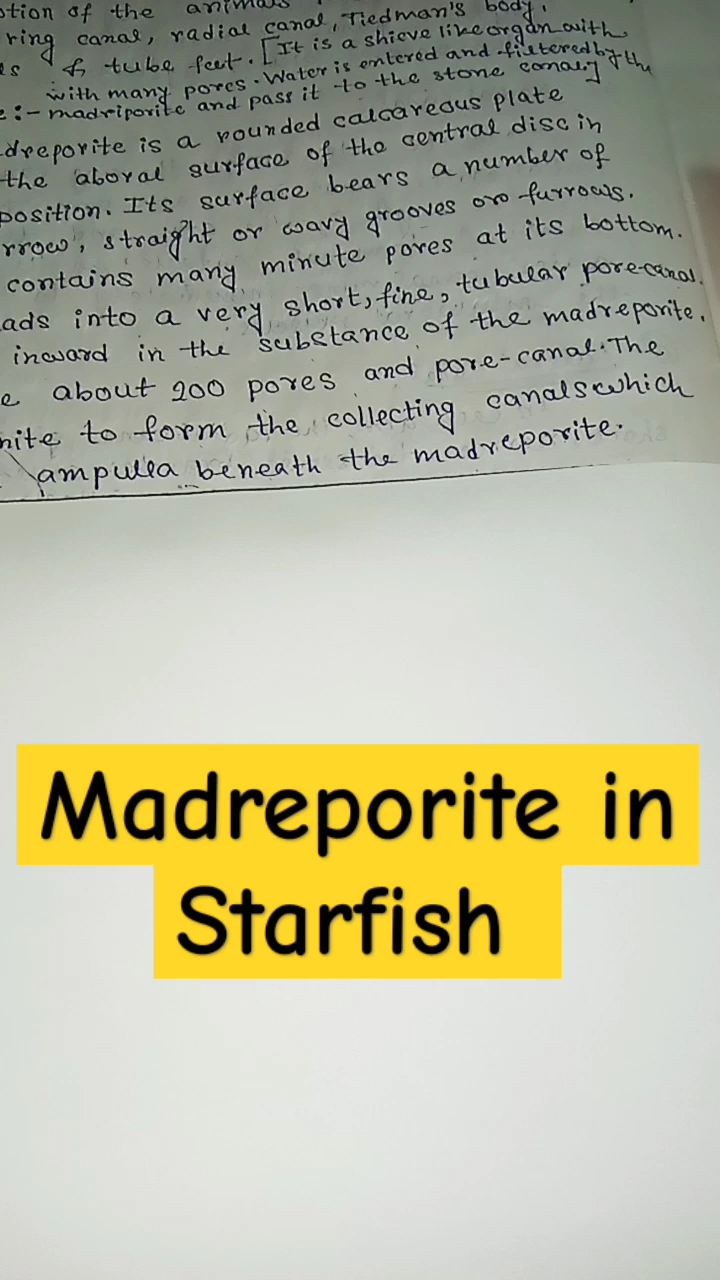 tion of the animals
ring canal, radial canal, Tiedman's body,
& tube feet. [It is a shieve like organ with
with many pores. Water is entered and filtered by the
:- madriporite and pass it to the stone canal]
dreporite is a rounded calcareous plate
the aboral surface of the central disc in
position. Its surface bears a number of
rrow, straight or wavy grooves or furrows.
contains many minute pores at its bottom.
ads into a very short, fine, tubular pore-canal.
inward in the substance of the madreporite.
e about 200 pores and pore-canal. The
nite to form the collecting canals which
ampulla beneath the madreporite.
Madreporite in
Starfish